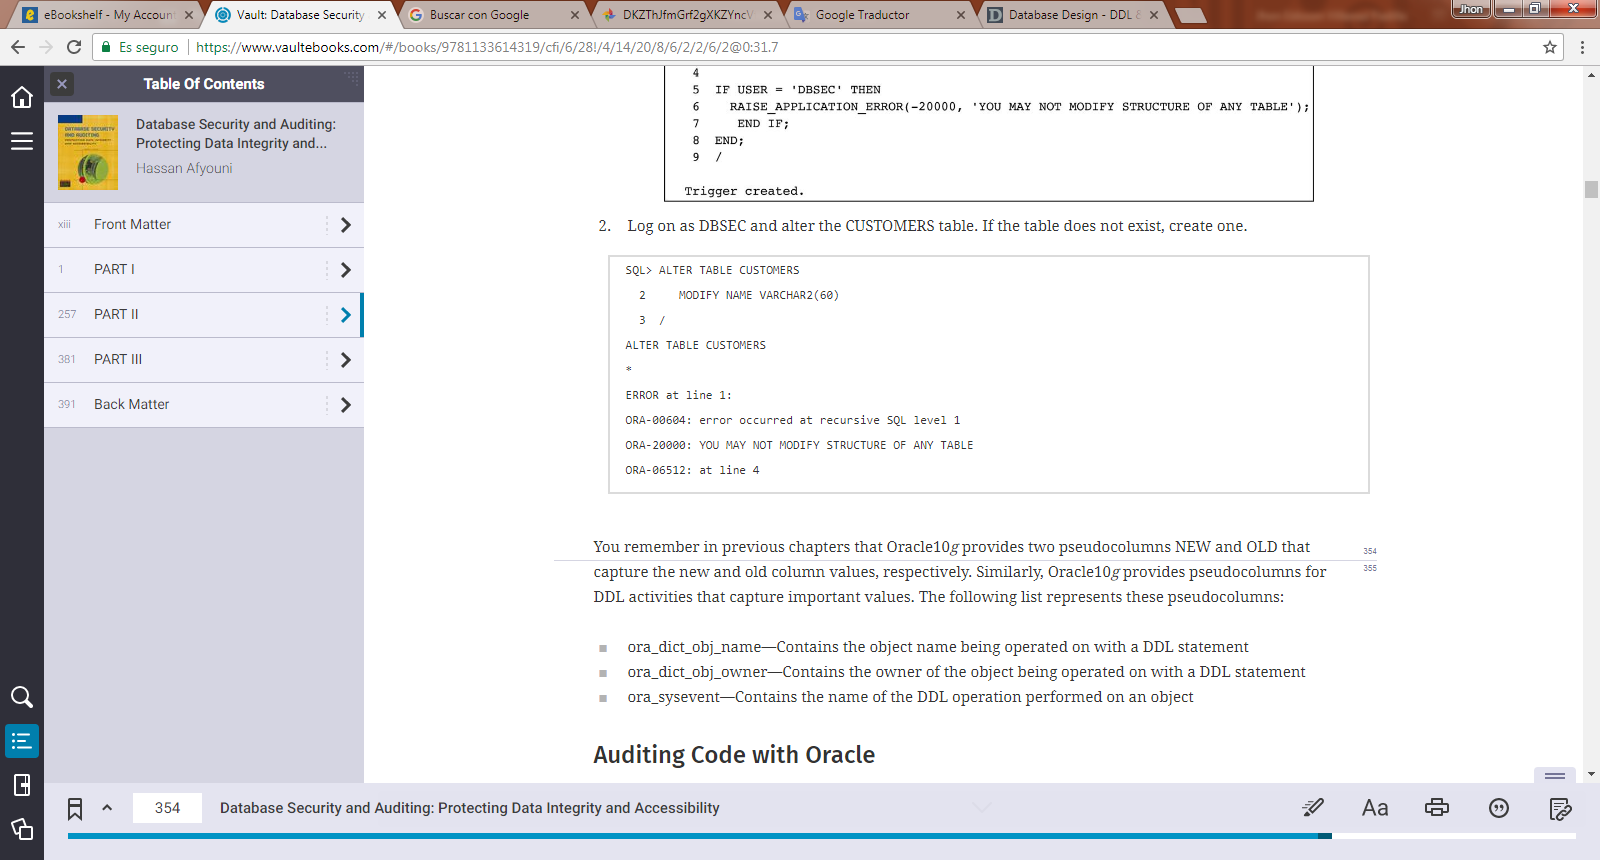 eBookshelf - My Account
Vault: Database Security
Buscar con Google
DKZThJfmGrf2gXKZYncV
Google Traductor
Database Design - DDL &
Jhon
Es seguro
https://www.vaultebooks.com/#/books/9781133614319/cfi/6/28!/4/14/20/8/6/2/2/6/2@0:31.7
Table Of Contents
DATABASE SECURITY
AND AUDITING
Database Security and Auditing:
Protecting Data Integrity and...
Hassan Afyouni
xiii Front Matter
1 PART I
257 PART II
381 PART III
391 Back Matter
4
5 IF USER = 'DBSEC' THEN
6 RAISE_APPLICATION_ERROR(-20000, 'YOU MAY NOT MODIFY STRUCTURE OF ANY TABLE');
7 END IF;
8 END;
9 /
Trigger created.
2. Log on as DBSEC and alter the CUSTOMERS table. If the table does not exist, create one.
SQL> ALTER TABLE CUSTOMERS
2 MODIFY NAME VARCHAR2(60)
3 /
ALTER TABLE CUSTOMERS
*
ERROR at line 1:
ORA-00604: error occurred at recursive SQL level 1
ORA-20000: YOU MAY NOT MODIFY STRUCTURE OF ANY TABLE
ORA-06512: at line 4
You remember in previous chapters that Oracle10g provides two pseudocolumns NEW and OLD that
354
355
capture the new and old column values, respectively. Similarly, Oracle10g provides pseudocolumns for
DDL activities that capture important values. The following list represents these pseudocolumns:
ora_dict_obj_name—Contains the object name being operated on with a DDL statement
ora_dict_obj_owner—Contains the owner of the object being operated on with a DDL statement
ora_sysevent—Contains the name of the DDL operation performed on an object
Auditing Code with Oracle
354
Database Security and Auditing: Protecting Data Integrity and Accessibility
Aa